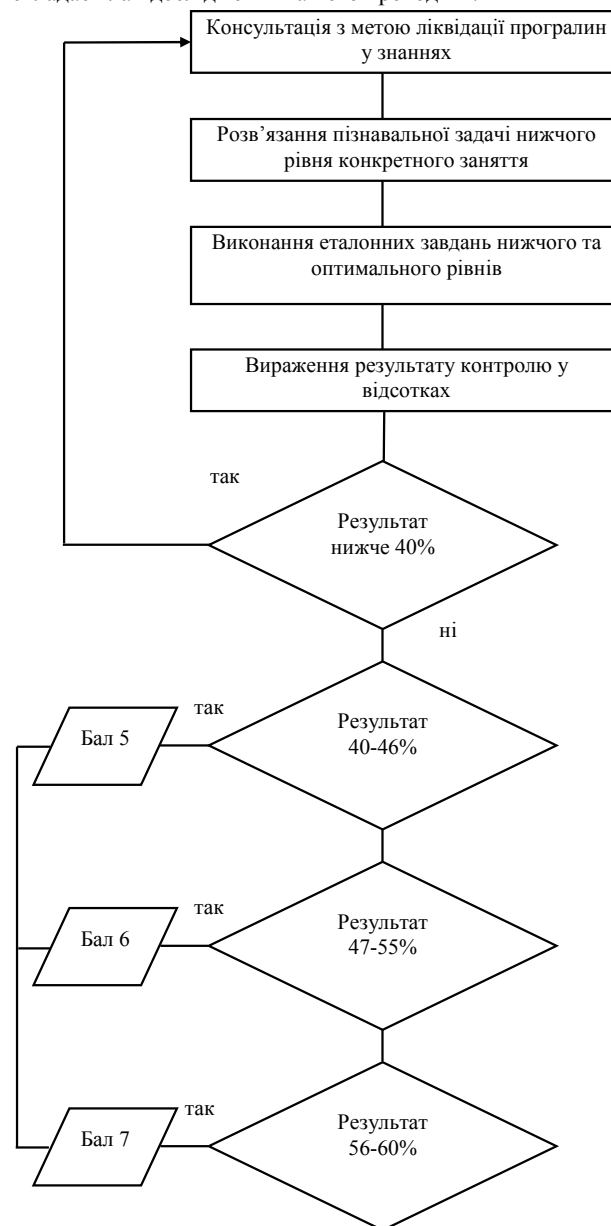 Консультація з метою ліквідації програлин
у знаннях
Розв’язання пізнавальної задачі нижчого
рівня конкретного заняття
Виконання еталонних завдань нижчого та
оптимального рівнів
Вираження результату контролю у
відсотках
так
Результат
нижче 40%
ні
так
Бал 5
Результат
40-46%
так
Бал 6
Результат
47-55%
так
Бал 7
Результат
56-60%